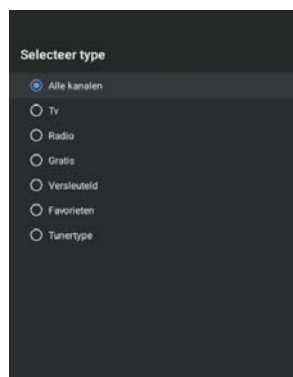 Selecteer type
Alle kanalen
Tv
Radio
Gratis
Versleuteld
Favorieten
Tunertype